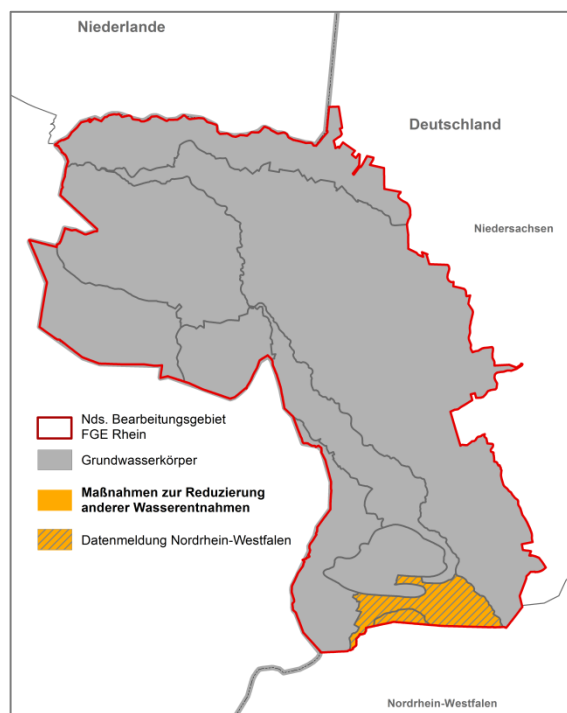 Niederlande
Deutschland
Niedersachsen
Nds. Bearbeitungsgebiet
FGE Rhein
Grundwasserkörper
Maßnahmen zur Reduzierung
anderer Wasserentnahmen
Datenmeldung Nordrhein-Westfalen
Nordrhein-Westfalen